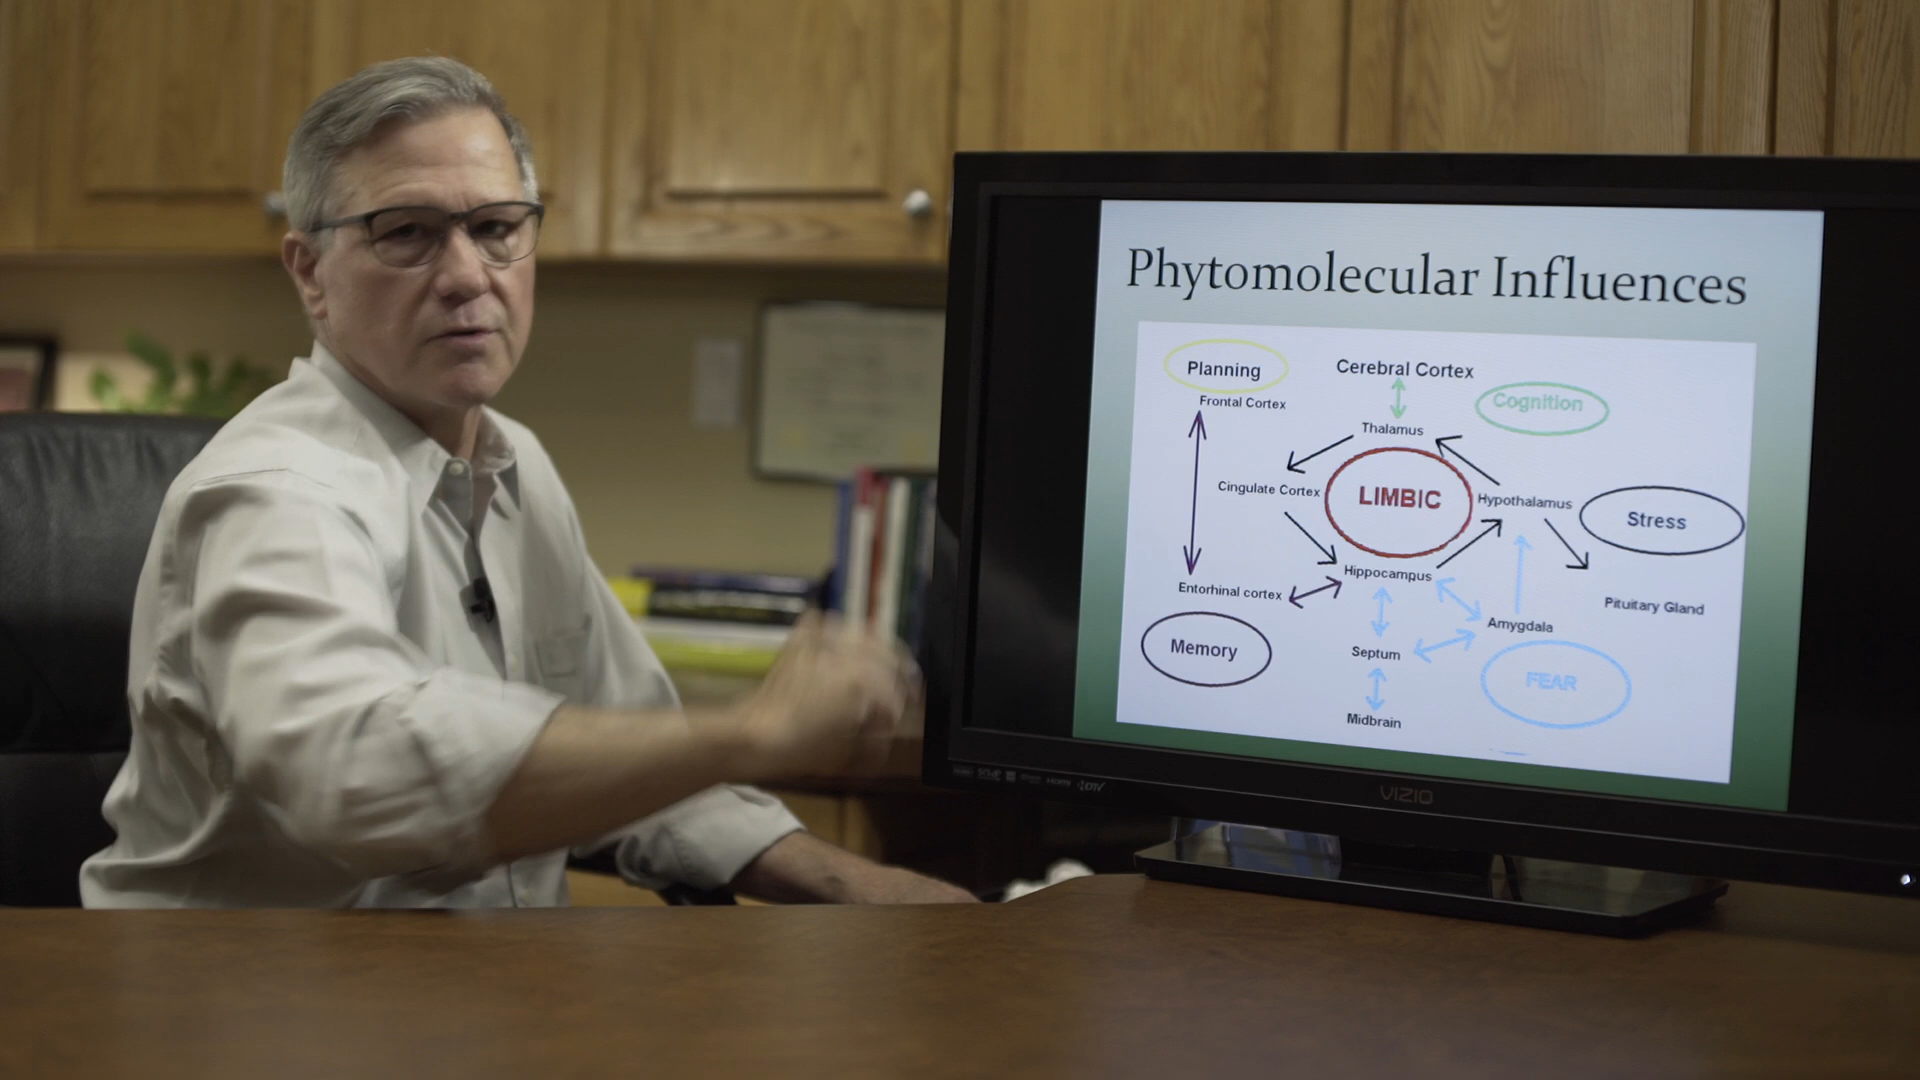 Phytomolecular Influences
Planning
Cerebral Cortex
Frontal Cortex
Cognition
Thalamus
Cingulate Cortex
LIMBIC
Hypothalamus
Stress
Hippocampus
Entorhinal cortex
Pituitary Gland
Amygdala
Memory
Septum
FEAR
Midbrain
VIZIO